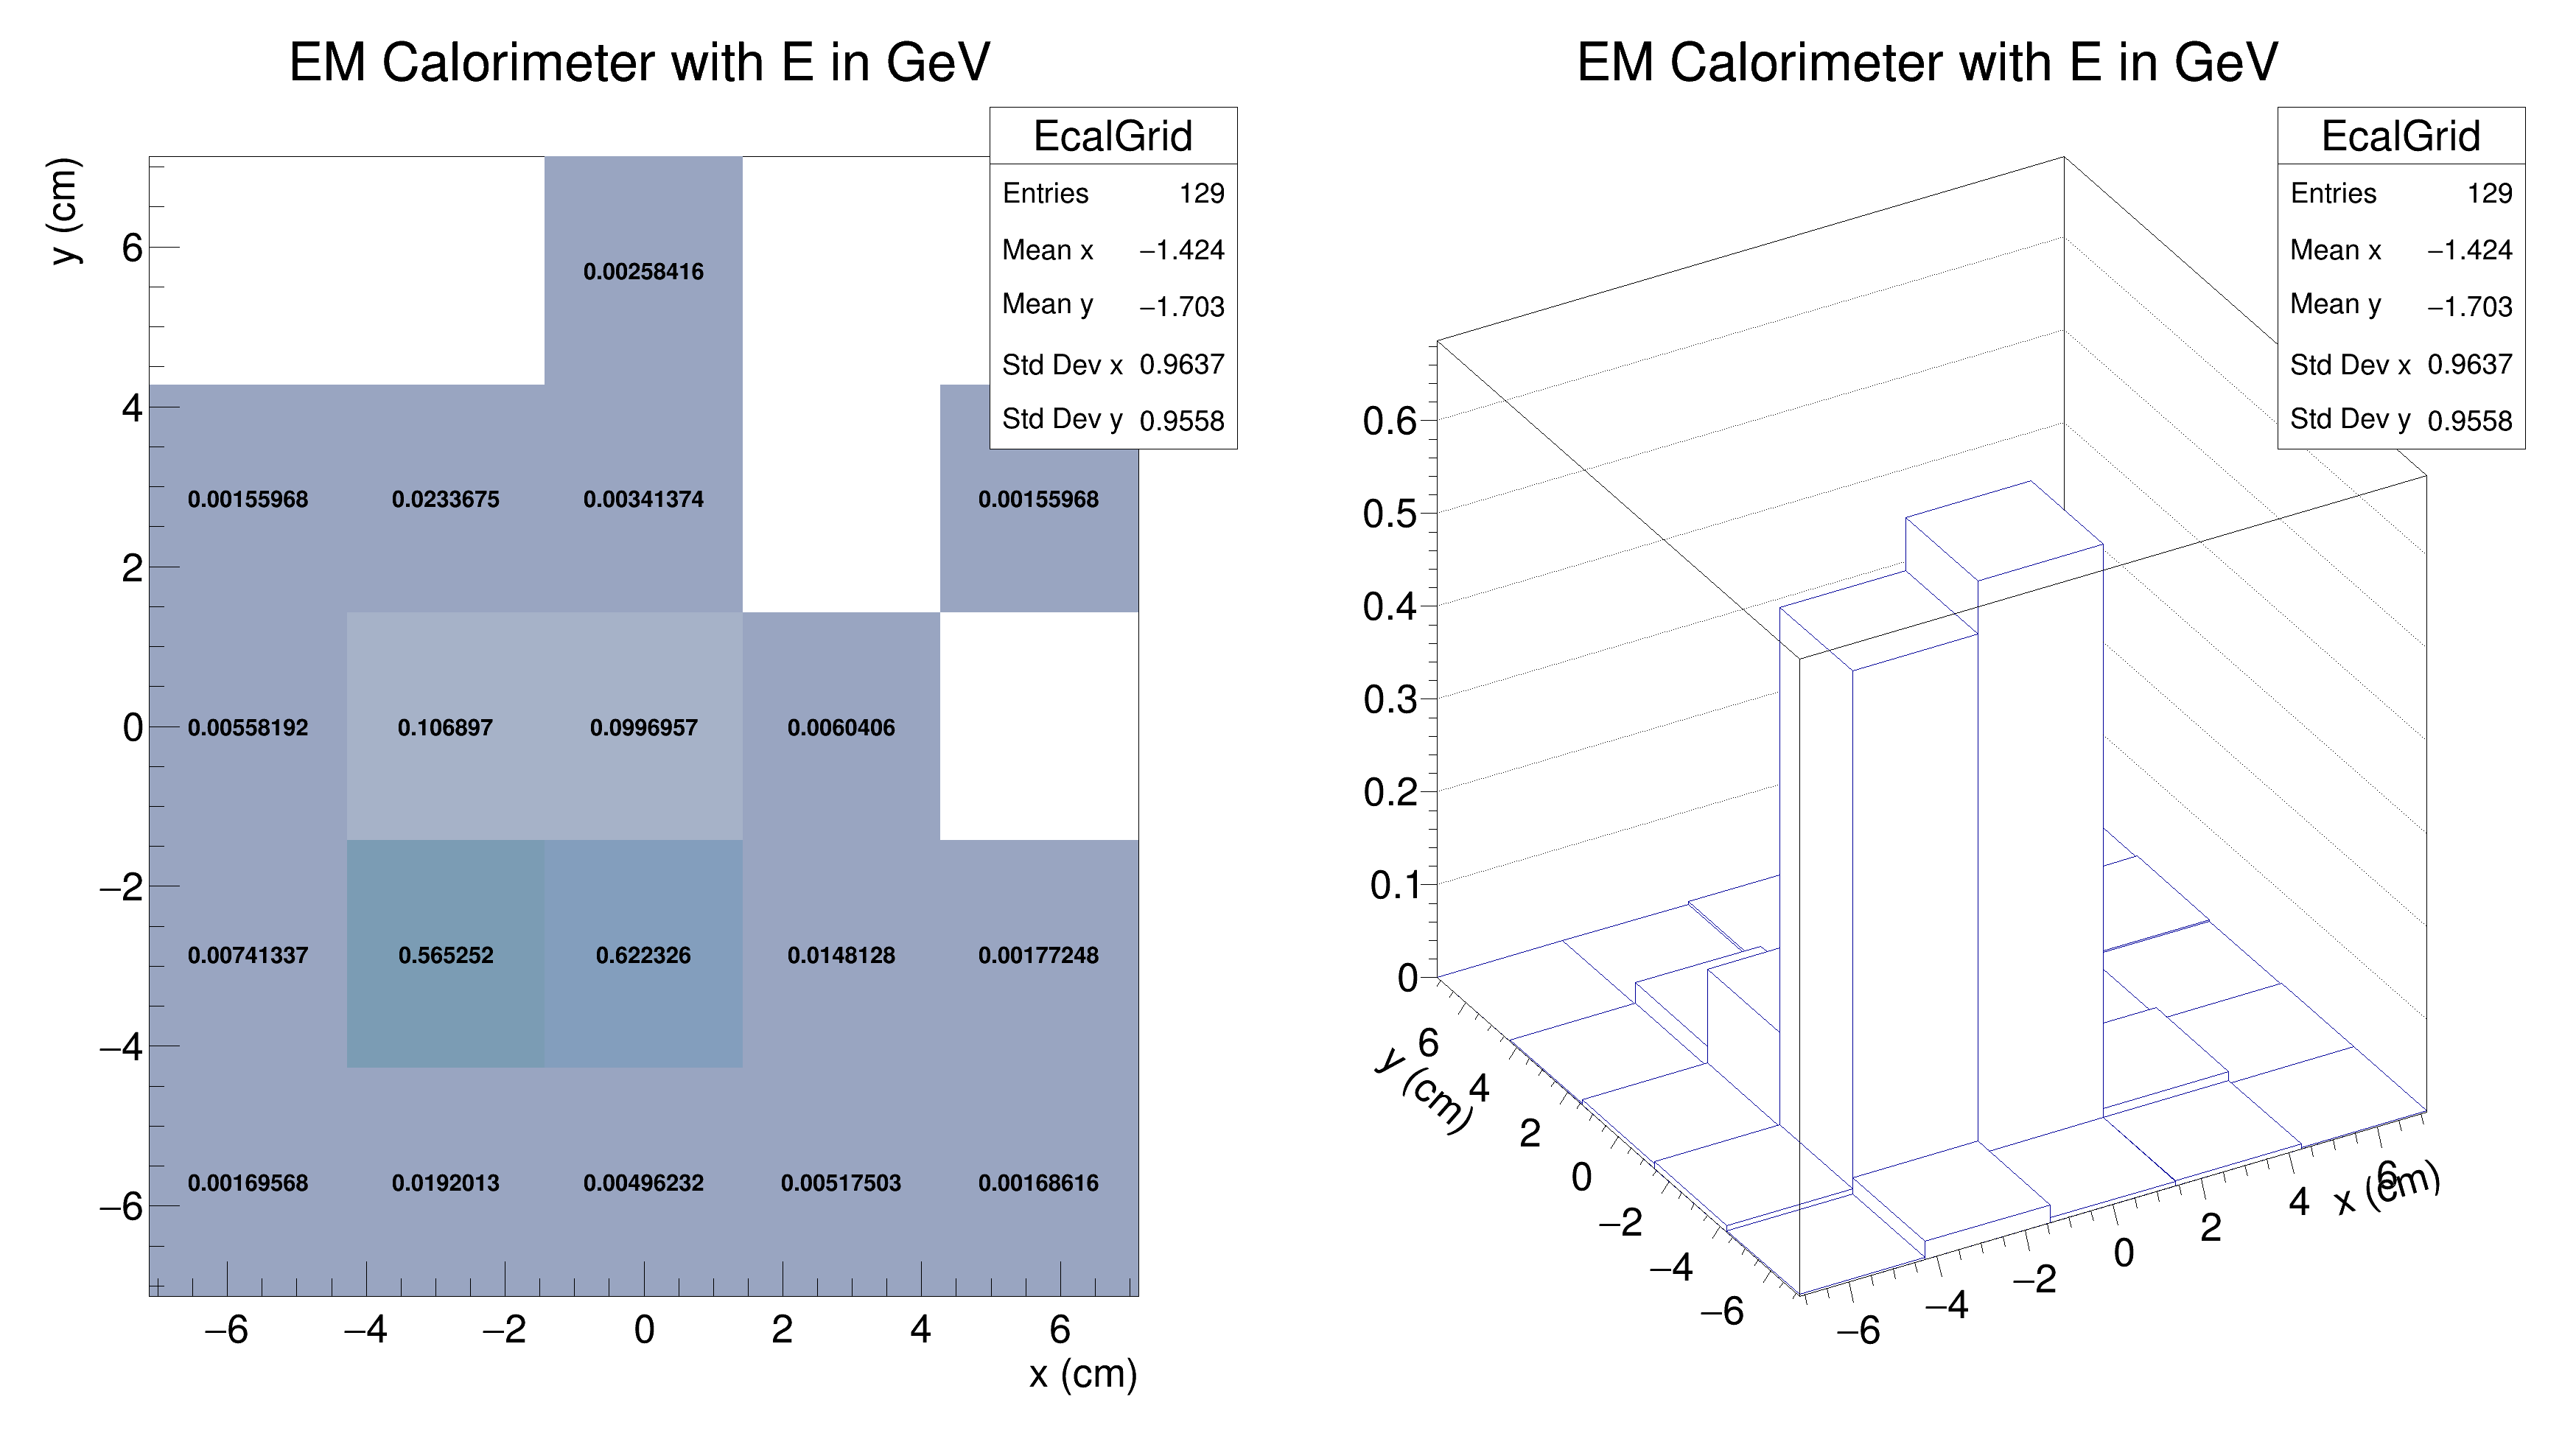 EM Calorimeter with E in GeV
EcalGrid
Entries 129
Mean x −1.424
Mean y −1.703
Std Dev x 0.9637
Std Dev y 0.9558
y (cm)
6
4
2
0
−2
−4
−6
0.00258416
0.00155968 0.0233675 0.00341374 0.00155968
0.00558192 0.106897 0.0996957 0.0060406
0.00741337 0.565252 0.622326 0.0148128 0.00177248
0.00169568 0.0192013 0.00496232 0.00517503 0.00168616
−6 −4 −2 0 2 4 6
x (cm)
EM Calorimeter with E in GeV
EcalGrid
Entries 129
Mean x −1.424
Mean y −1.703
Std Dev x 0.9637
Std Dev y 0.9558
0.6
0.5
0.4
0.3
0.2
0.1
0
y (cm)
6
4
2
0
−2
−4
−6
−6 −4 −2 0 2 4 6
x (cm)